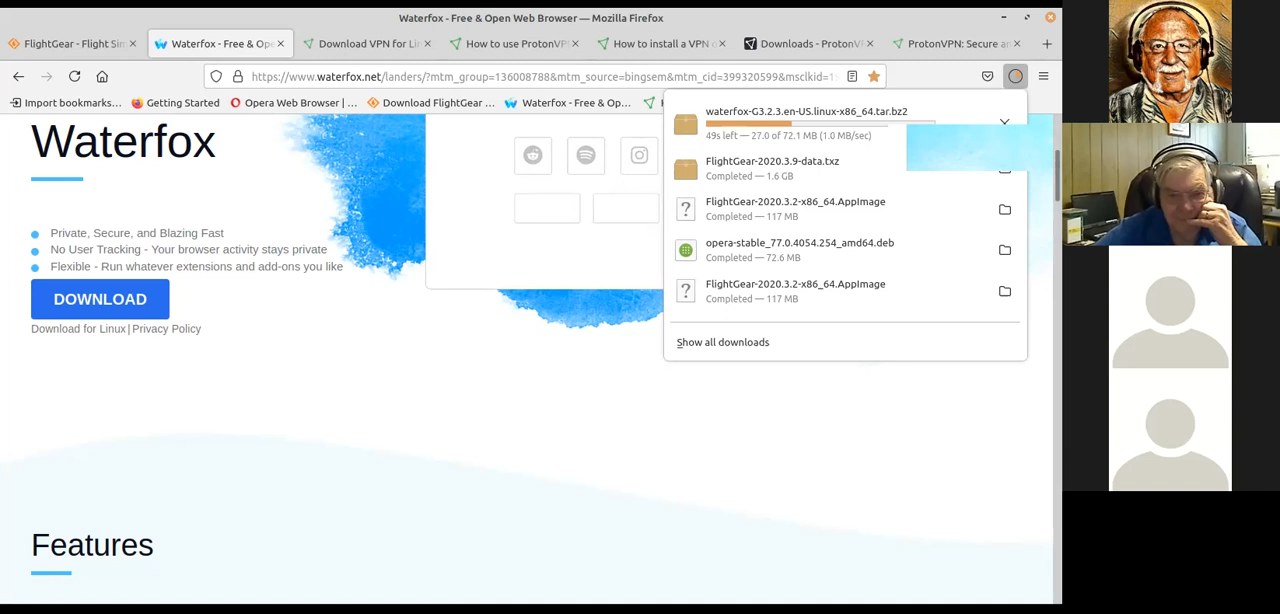 Waterfox - Free & Open Web Browser — Mozilla Firefox
FlightGear - Flight Sim
Waterfox - Free & Ope
Download VPN for Li
How to use ProtonVP
How to install a VPN o
Downloads - ProtonV
ProtonVPN: Secure an
https://www.waterfox.net/landers/?mtm_group=136008788&mtm_source=bingsem&mtm_cid=399320599&msclkid=1
Import bookmarks...
Getting Started
Opera Web Browser | ...
Download FlightGear ...
Waterfox - Free & Op...
H
Waterfox
Private, Secure, and Blazing Fast
No User Tracking - Your browser activity stays private
Flexible - Run whatever extensions and add-ons you like
DOWNLOAD
Download for Linux | Privacy Policy
waterfox-G3.2.3.en-US.linux-x86_64.tar.bz2
49s left — 27.0 of 72.1 MB (1.0 MB/sec)
FlightGear-2020.3.9-data.txz
Completed — 1.6 GB
FlightGear-2020.3.2-x86_64.AppImage
Completed — 117 MB
opera-stable_77.0.4054.254_amd64.deb
Completed — 72.6 MB
FlightGear-2020.3.2-x86_64.AppImage
Completed — 117 MB
Show all downloads
Features